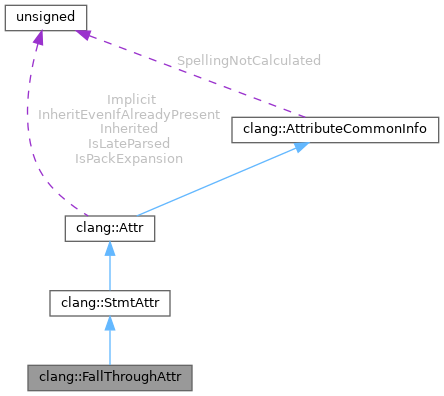 unsigned
SpellingNotCalculated
Implicit
InheritEvenIfAlreadyPresent
Inherited
IsLateParsed
IsPackExpansion
clang::AttributeCommonInfo
clang::Attr
clang::StmtAttr
clang::FallThroughAttr